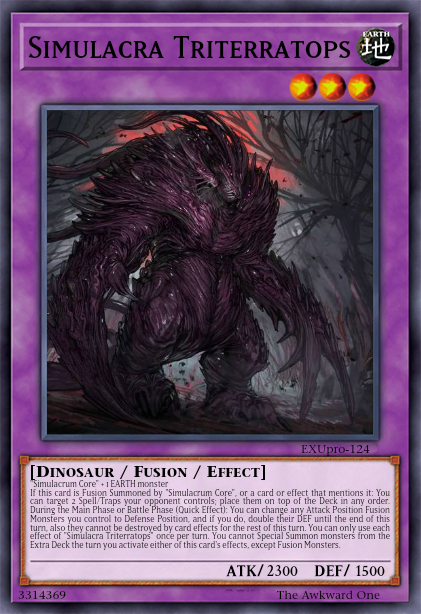 SIMULACRA TRITERRATOPS
EARTH
地
EXUpro-124
[DINOSAUR / FUSION / EFFECT]
"Simulacrum Core" + 1 EARTH monster
If this card is Fusion Summoned by "Simulacrum Core", or a card or effect that mentions it: You
can target 2 Spell/Traps your opponent controls; place them on top of the Deck in any order.
During the Main Phase or Battle Phase (Quick Effect): You can change any Attack Position Fusion
Monsters you control to Defense Position, and if you do, double their DEF until the end of this
turn, also they cannot be destroyed by card effects for the rest of this turn. You can only use each
effect of "Simulacra Triterratops" once per turn. You cannot Special Summon monsters from the
Extra Deck the turn you activate either of this card's effects, except Fusion Monsters.
ATK/ 2300 DEF/ 1500
3314369 The Awkward One